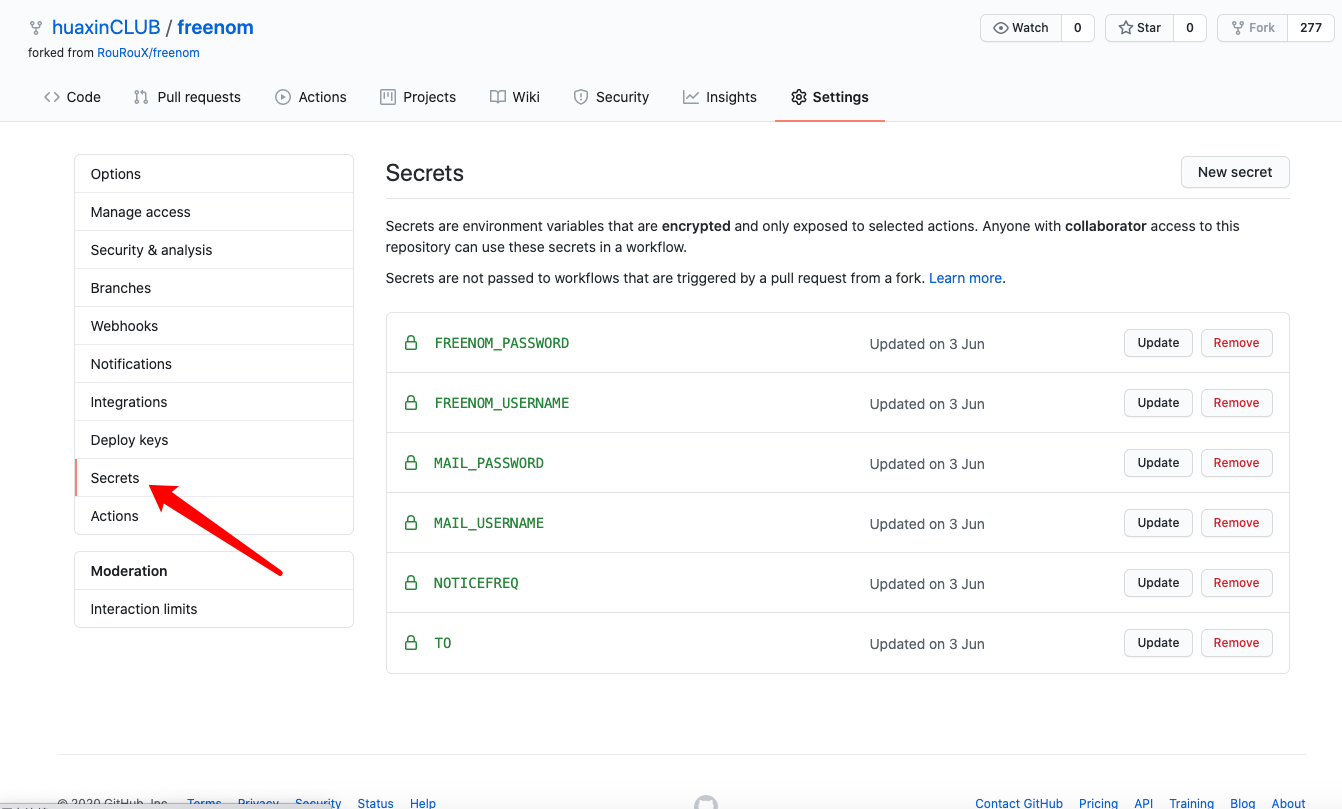 huaxinCLUB / freenom
Watch 0 Star 0 Fork 277
forked from RouRouX/freenom
Code Pull requests Actions Projects Wiki Security Insights Settings
Options
Manage access
Security & analysis
Branches
Webhooks
Notifications
Integrations
Deploy keys
Secrets
Actions
Moderation
Interaction limits
Secrets
New secret
Secrets are environment variables that are encrypted and only exposed to selected actions. Anyone with collaborator access to this
repository can use these secrets in a workflow.
Secrets are not passed to workflows that are triggered by a pull request from a fork. Learn more.
FREENOM_PASSWORD Updated on 3 Jun Update Remove
FREENOM_USERNAME Updated on 3 Jun Update Remove
MAIL_PASSWORD Updated on 3 Jun Update Remove
MAIL_USERNAME Updated on 3 Jun Update Remove
NOTICEFREQ Updated on 3 Jun Update Remove
TO Updated on 3 Jun Update Remove
© 2020 GitHub, Inc. Terms Privacy Security Status Help Contact GitHub Pricing API Training Blog About